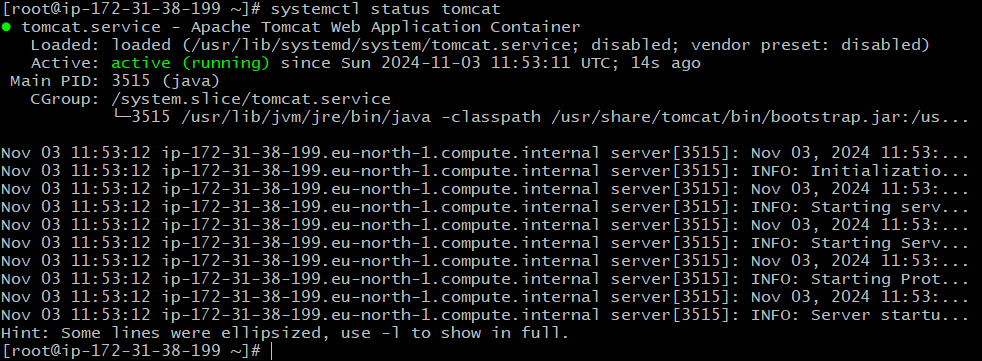 [root@ip-172-31-38-199 ~]# systemctl status tomcat
● tomcat.service - Apache Tomcat Web Application Container
   Loaded: loaded (/usr/lib/systemd/system/tomcat.service; disabled; vendor preset: disabled)
   Active: active (running) since Sun 2024-11-03 11:53:11 UTC; 14s ago
 Main PID: 3515 (java)
   CGroup: /system.slice/tomcat.service
           └─3515 /usr/lib/jvm/jre/bin/java -classpath /usr/share/tomcat/bin/bootstrap.jar:/us...

Nov 03 11:53:12 ip-172-31-38-199.eu-north-1.compute.internal server[3515]: Nov 03, 2024 11:53:...
Nov 03 11:53:12 ip-172-31-38-199.eu-north-1.compute.internal server[3515]: INFO: Initializatio...
Nov 03 11:53:12 ip-172-31-38-199.eu-north-1.compute.internal server[3515]: Nov 03, 2024 11:53:...
Nov 03 11:53:12 ip-172-31-38-199.eu-north-1.compute.internal server[3515]: INFO: Starting serv...
Nov 03 11:53:12 ip-172-31-38-199.eu-north-1.compute.internal server[3515]: Nov 03, 2024 11:53:...
Nov 03 11:53:12 ip-172-31-38-199.eu-north-1.compute.internal server[3515]: INFO: Starting Serv...
Nov 03 11:53:12 ip-172-31-38-199.eu-north-1.compute.internal server[3515]: Nov 03, 2024 11:53:...
Nov 03 11:53:12 ip-172-31-38-199.eu-north-1.compute.internal server[3515]: INFO: Starting Prot...
Nov 03 11:53:12 ip-172-31-38-199.eu-north-1.compute.internal server[3515]: Nov 03, 2024 11:53:...
Nov 03 11:53:12 ip-172-31-38-199.eu-north-1.compute.internal server[3515]: INFO: Server startu...
Hint: Some lines were ellipsized, use -l to show in full.
[root@ip-172-31-38-199 ~]#